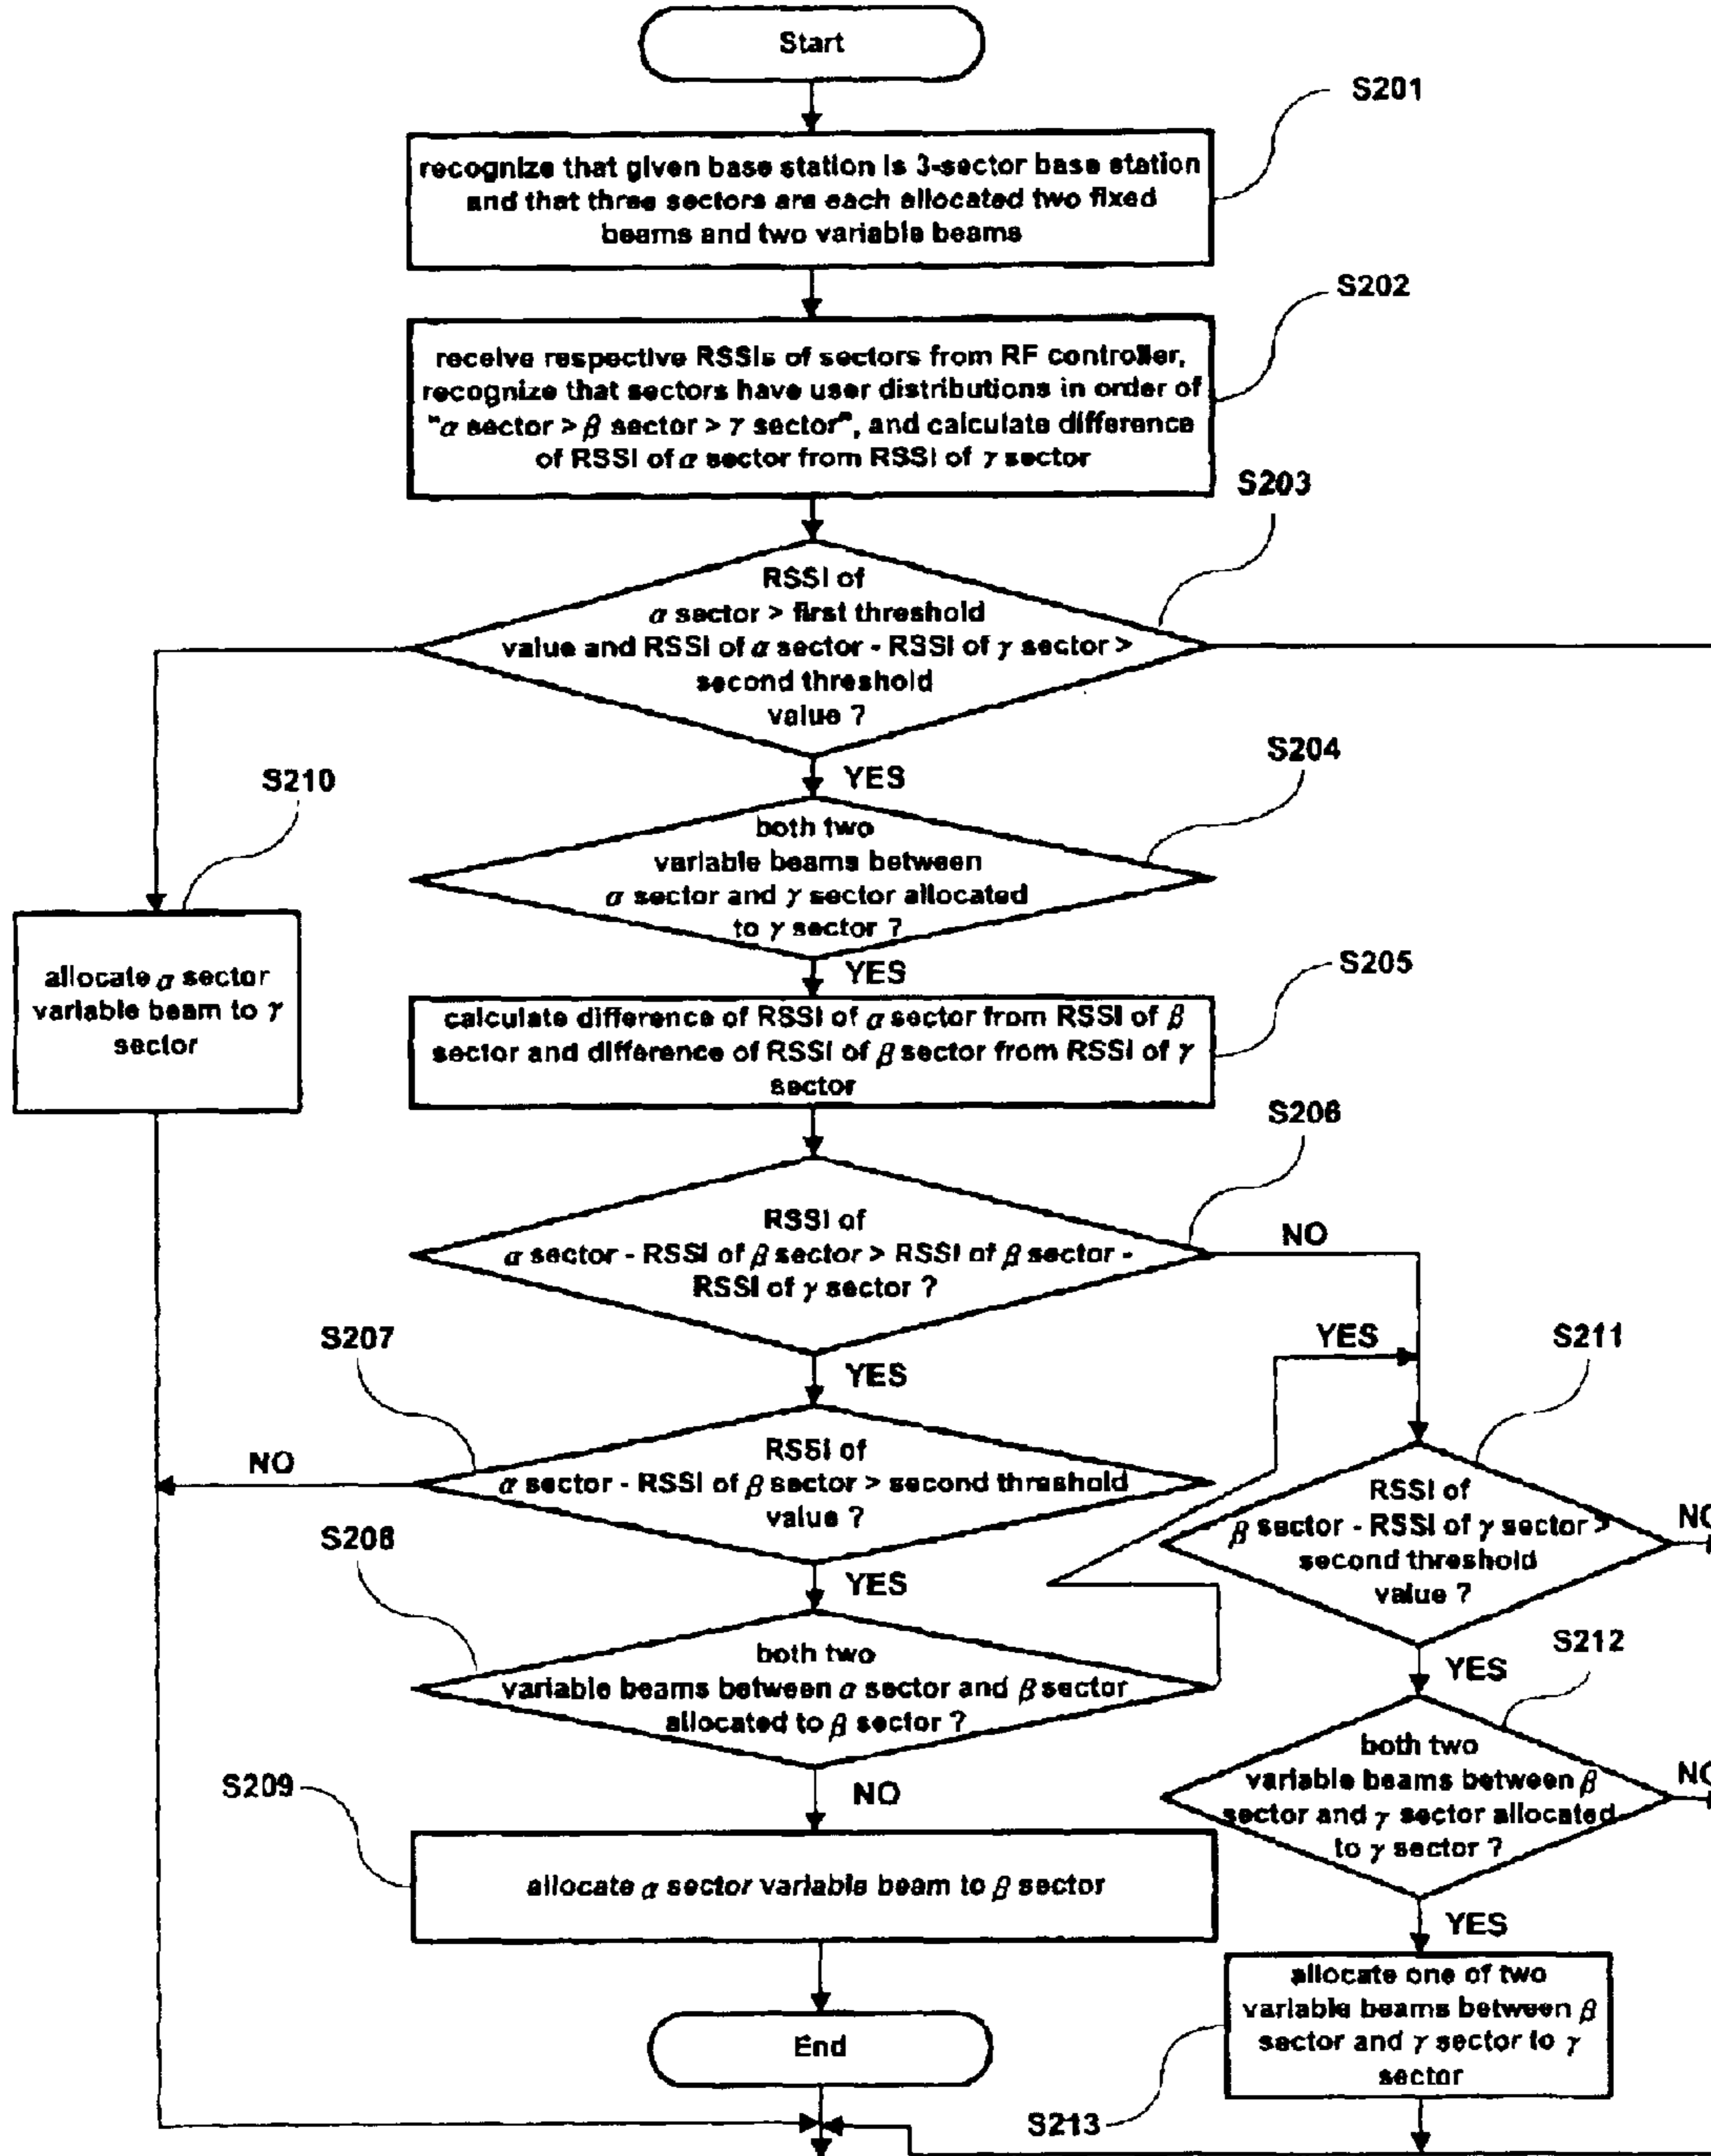 Start
S201
recognize that given base station is 3-sector base station
and that three sectors are each allocated two fixed
beams and two variable beams
S202
receive respective RSSIs of sectors from RF controller,
recognize that sectors have user distributions in order of
"α sector > β sector > γ sector", and calculate difference
of RSSI of α sector from RSSI of γ sector
S203
RSSI of
α sector > first threshold
value and RSSI of α sector - RSSI of γ sector >
second threshold
value ?
S210
YES
S204
both two
variable beams between
α sector and γ sector allocated
to γ sector ?
allocate α sector
variable beam to γ
sector
YES
S205
calculate difference of RSSI of α sector from RSSI of β
sector and difference of RSSI of β sector from RSSI of γ
sector
S206
RSSI of
α sector - RSSI of β sector > RSSI of β sector -
RSSI of γ sector ?
NO
S207
YES
YES
S211
RSSI of
α sector - RSSI of β sector > second threshold
value ?
NO
RSSI of
β sector - RSSI of γ sector >
second threshold
value ?
NO
S208
YES
both two
variable beams between α sector and β sector
allocated to β sector ?
YES
S212
both two
variable beams between β
sector and γ sector allocated
to γ sector ?
NO
S209
NO
allocate α sector variable beam to β sector
YES
allocate one of two
variable beams between β
sector and γ sector to γ
sector
End
S213